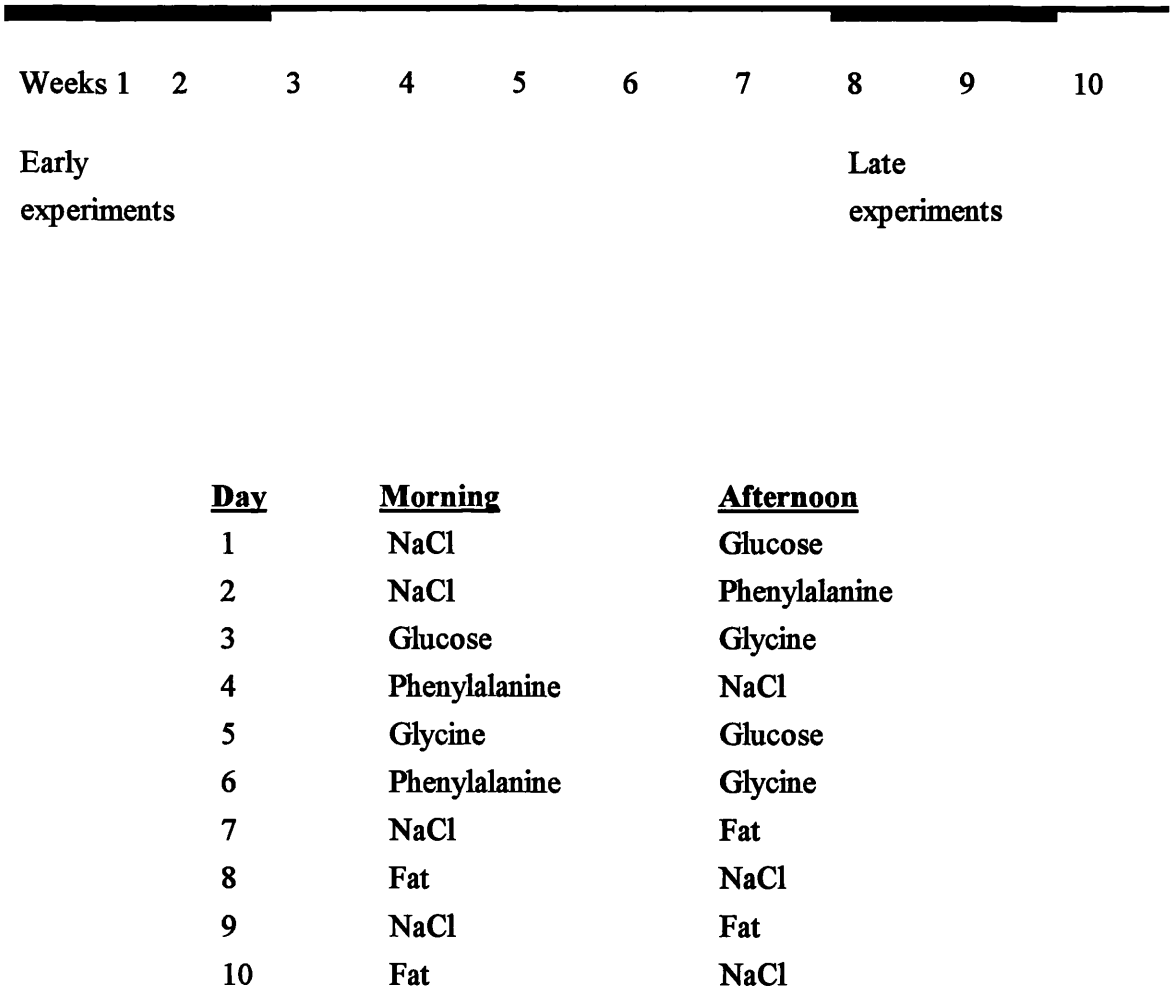 Weeks 1 2 3 4 5 6 7 8 9 10
Early Late
experiments experiments
Day Morning Afternoon
1 NaCl Glucose
2 NaCl Phenylalanine
3 Glucose Glycine
4 Phenylalanine NaCl
5 Glycine Glucose
6 Phenylalanine Glycine
7 NaCl Fat
8 Fat NaCl
9 NaCl Fat
10 Fat NaCl